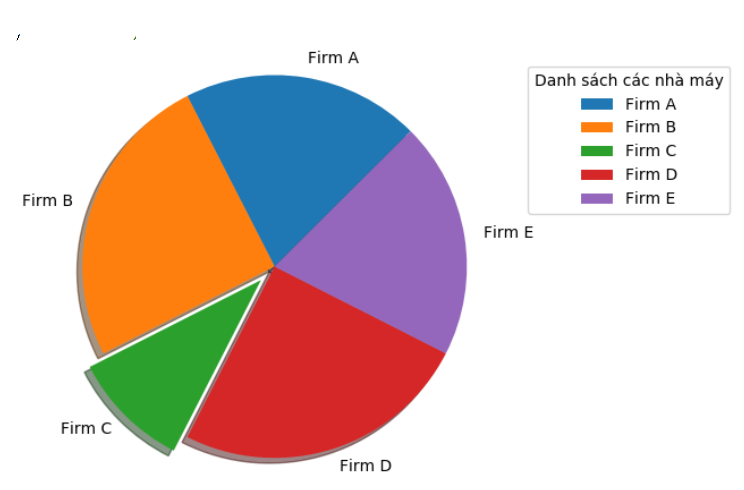 Firm A
Firm B
Firm C
Firm D
Firm E
Danh sách các nhà máy
Firm A
Firm B
Firm C
Firm D
Firm E